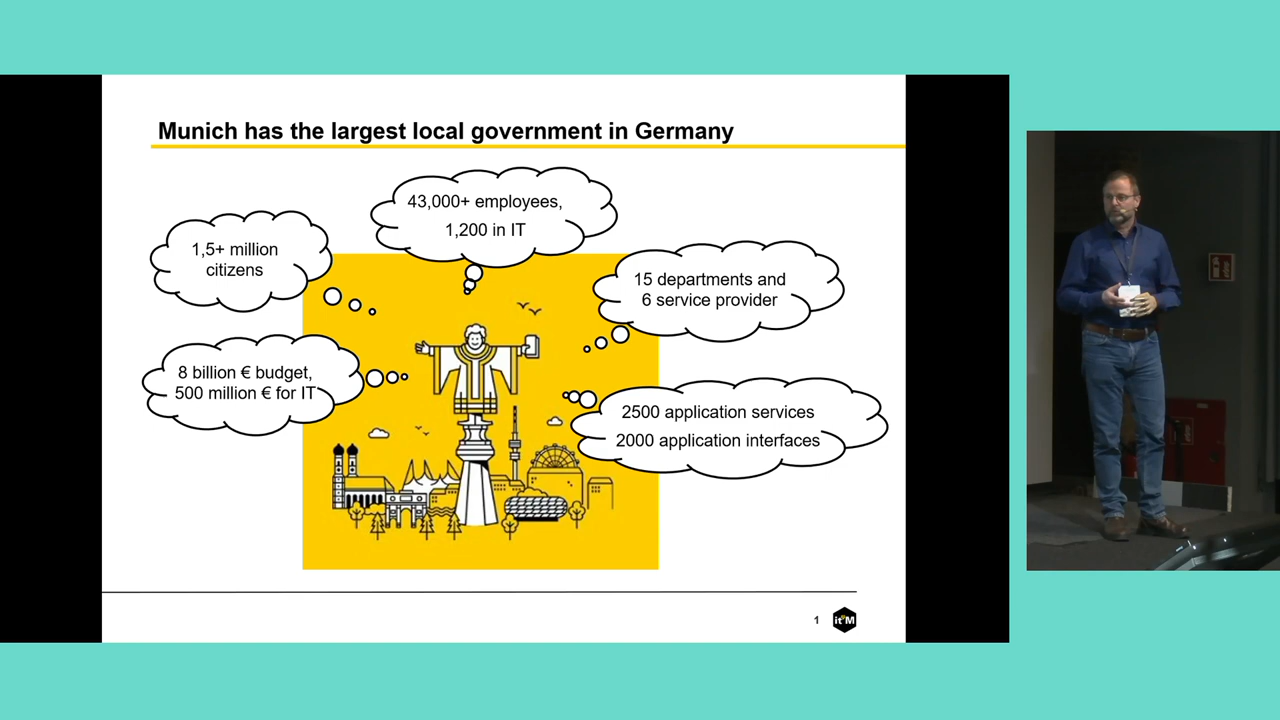 Munich has the largest local government in Germany
43,000+ employees,
1,200 in IT
1,5+ million
citizens
15 departments and
6 service provider
8 billion € budget,
500 million € for IT
2500 application services
2000 application interfaces
1
it@M